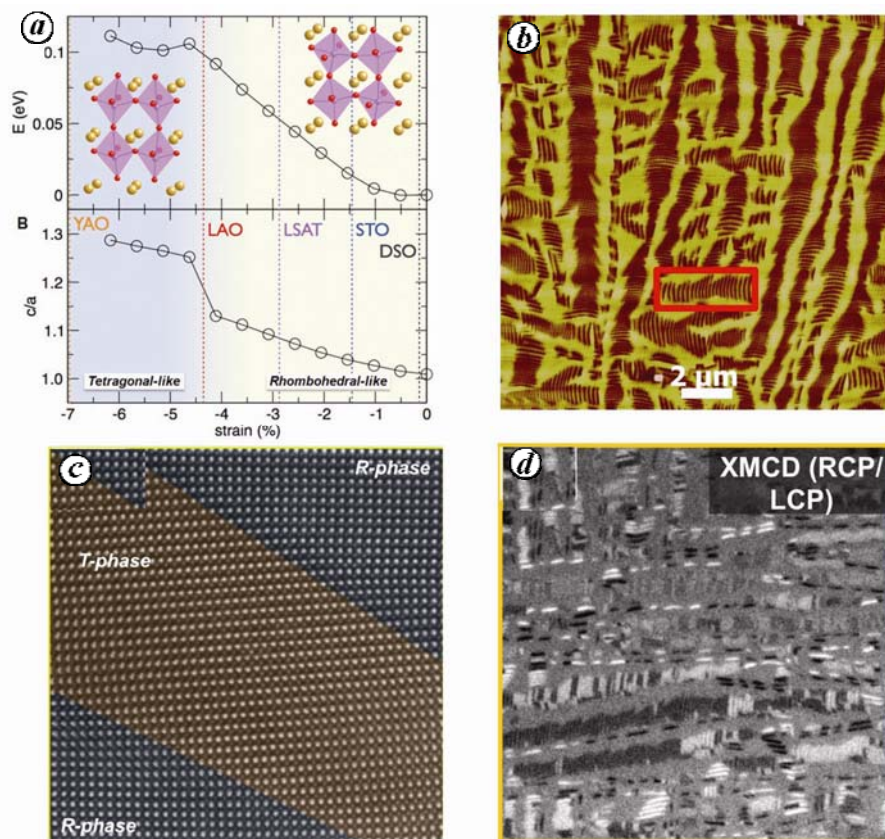 a
E (eV)
0.1
0.05
0
B
c/a
1.3
1.2
1.1
1.0
YAO
LAO
LSAT
STO
DSO
Tetragonal-like
Rhombohedral-like
-7 -6 -5 -4 -3 -2 -1 0
strain (%)
b
2 μm
c
R-phase
T-phase
R-phase
d
XMCD (RCP/
LCP)